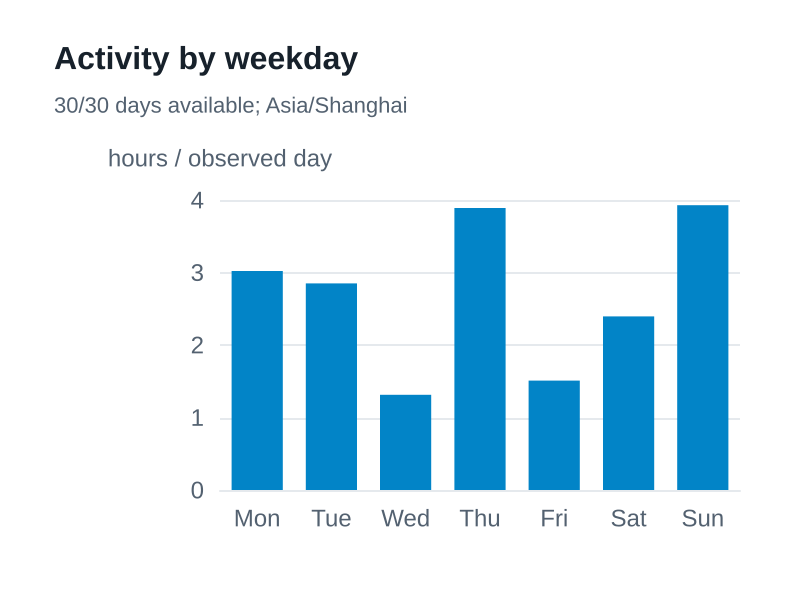 Activity by weekday
30/30 days available; Asia/Shanghai
hours / observed day
4
3
2
1
0
Mon Tue Wed Thu Fri Sat Sun